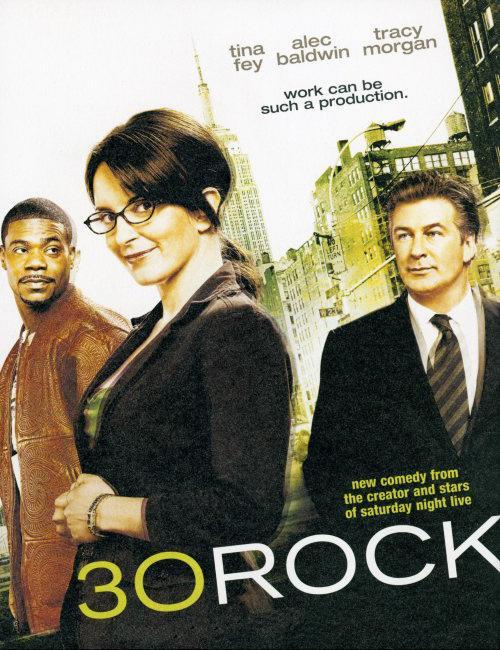 tina fey
alec baldwin
tracy morgan
work can be
such a production.
new comedy from
the creator and stars
of saturday night live
30ROCK